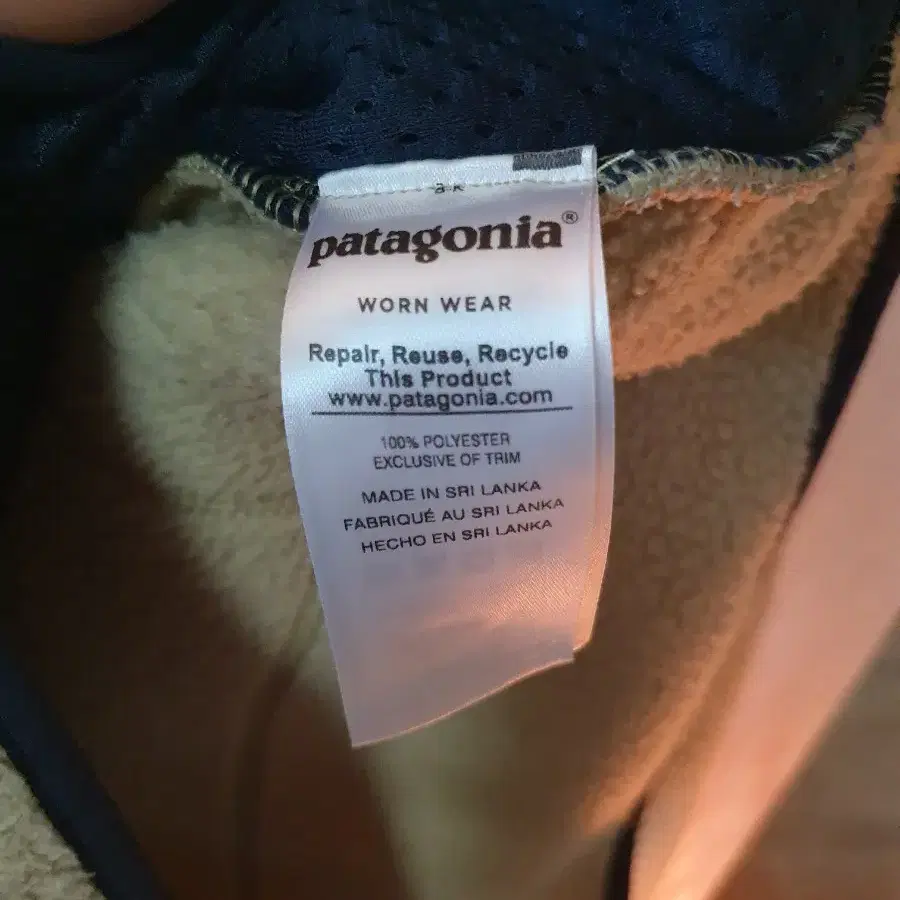 patagonia®
WORN WEAR
Repair, Reuse, Recycle
This Product
www.patagonia.com
100% POLYESTER
EXCLUSIVE OF TRIM
MADE IN SRI LANKA
FABRIQUÉ AU SRI LANKA
HECHO EN SRI LANKA